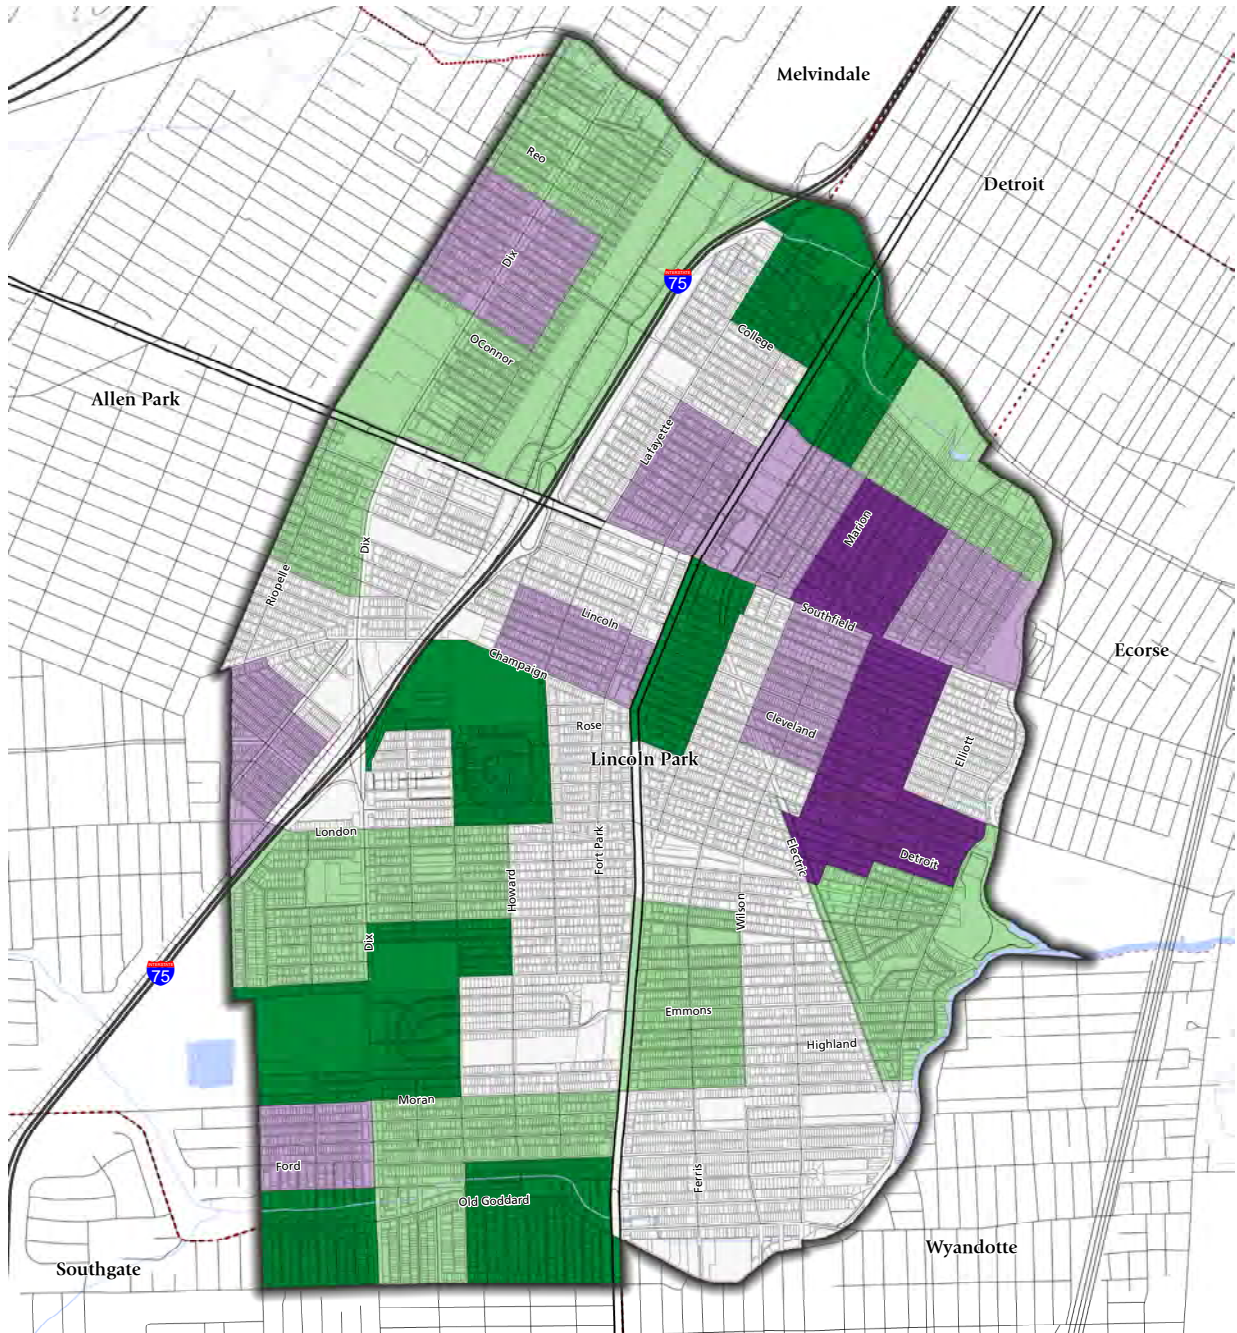 Melvindale
Reo
Detroit
Dix
INTERSTATE
75
College
OConnor
Allen Park
Lafayette
Marion
Dix
Riopelle
Lincoln
Southfield
Champaign
Ecorse
Rose
Cleveland
Elliott
Lincoln Park
London
Fort Park
Electric
Detroit
Howard
Wilson
Dix
INTERSTATE
75
Emmons
Highland
Moran
Ford
Ferris
Old Goddard
Wyandotte
Southgate